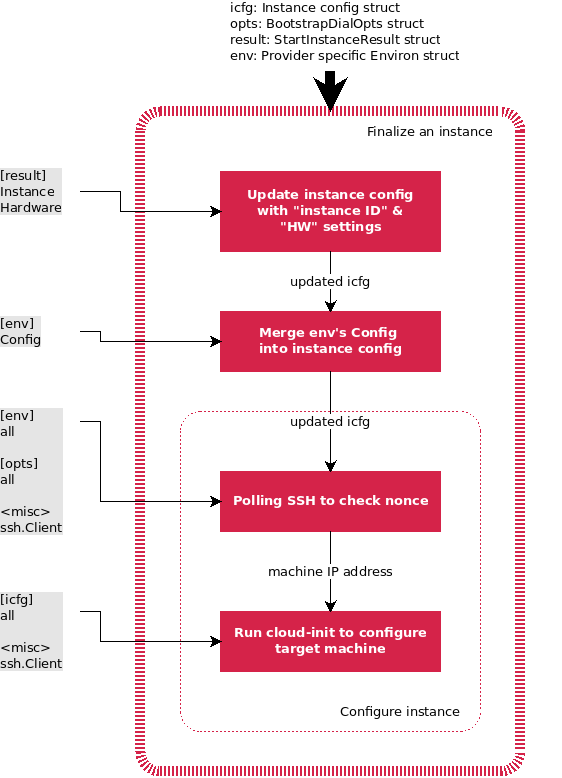 icfg: Instance config struct
opts: BootstrapDialOpts struct
result: StartInstanceResult struct
env: Provider specific Environ struct
Finalize an instance
[result]
Instance
Hardware
Update instance config
with "instance ID" &
"HW" settings
updated icfg
[env]
Config
Merge env's Config
into instance config
[env]
all
[opts]
all
<misc>
ssh.Client
updated icfg
Polling SSH to check nonce
machine IP address
[icfg]
all
<misc>
ssh.Client
Run cloud-init to configure
target machine
Configure instance